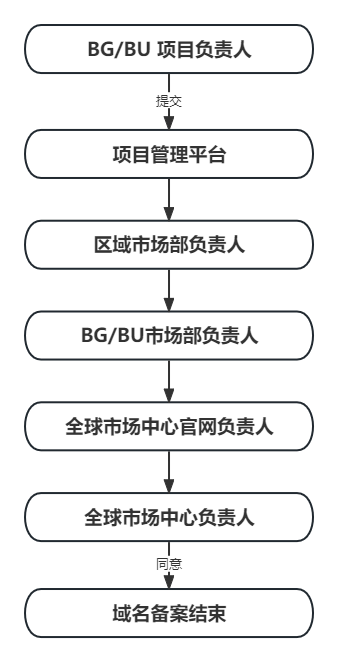 BG/BU 项目负责人
提交
项目管理平台
区域市场部负责人
BG/BU市场部负责人
全球市场中心官网负责人
全球市场中心负责人
同意
域名备案结束